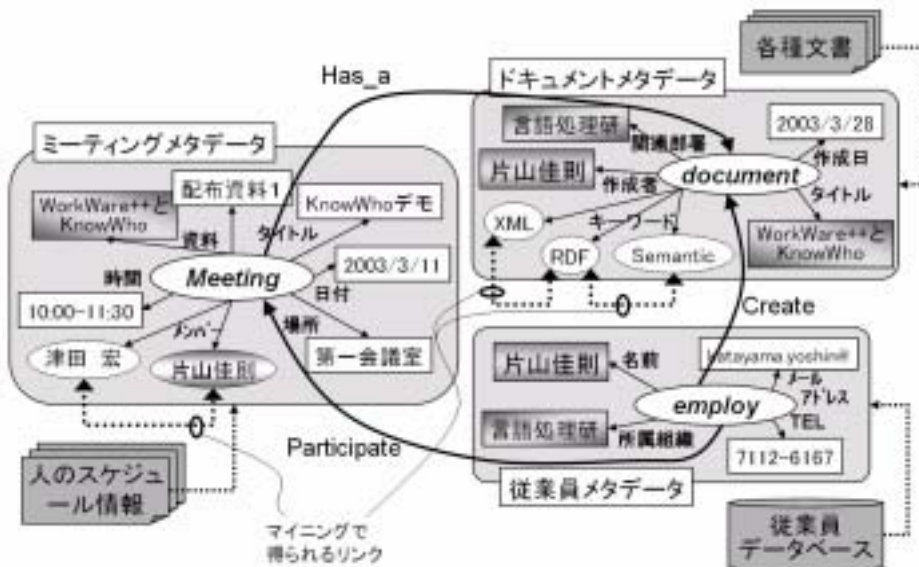 各種文書
Has_a
ドキュメントメタデータ
言語処理研
関連部署
2003/3/28
片山佳則
作成者
document
作成日
タイトル
キーワード
XML
RDF
Semantic
WorkWare++と
KnowWho
ミーティングメタデータ
配布資料1
WorkWare++と
KnowWho
資料
タイトル
KnowWhoデモ
時間
Meeting
2003/3/11
日付
10:00-11:30
メンバー
場所
第一会議室
津田 宏
片山佳則
Create
片山佳則
名前
メール
アドレス
employ
言語処理研
所属組織
TEL
7112-6167
従業員メタデータ
Participate
人のスケジュ
ール情報
マイニングで
得られるリンク
従業員
データベース